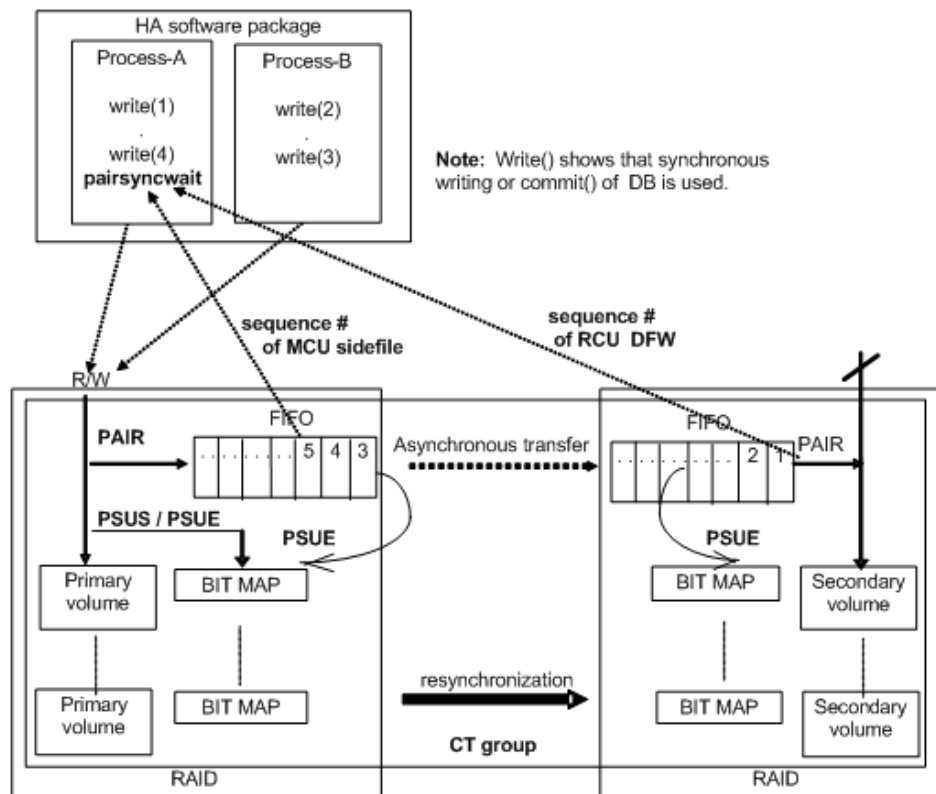 HA software package
Process-A
write(1)
.
write(4)
pairsyncwait
Process-B
write(2)
.
write(3)
Note: Write() shows that synchronous
writing or commit() of DB is used.
sequence #
of MCU sidefile
sequence #
of RCU DFW
R/W
FIFO
PAIR
. . . . . . . . . 5 4 3
Asynchronous transfer
FIFO
. . . . . . . . . . 2 1
PAIR
PSUS / PSUE
PSUE
PSUE
Primary
volume
BIT MAP
BIT MAP
Secondary
volume
resynchronization
Primary
volume
BIT MAP
BIT MAP
Secondary
volume
CT group
RAID
RAID